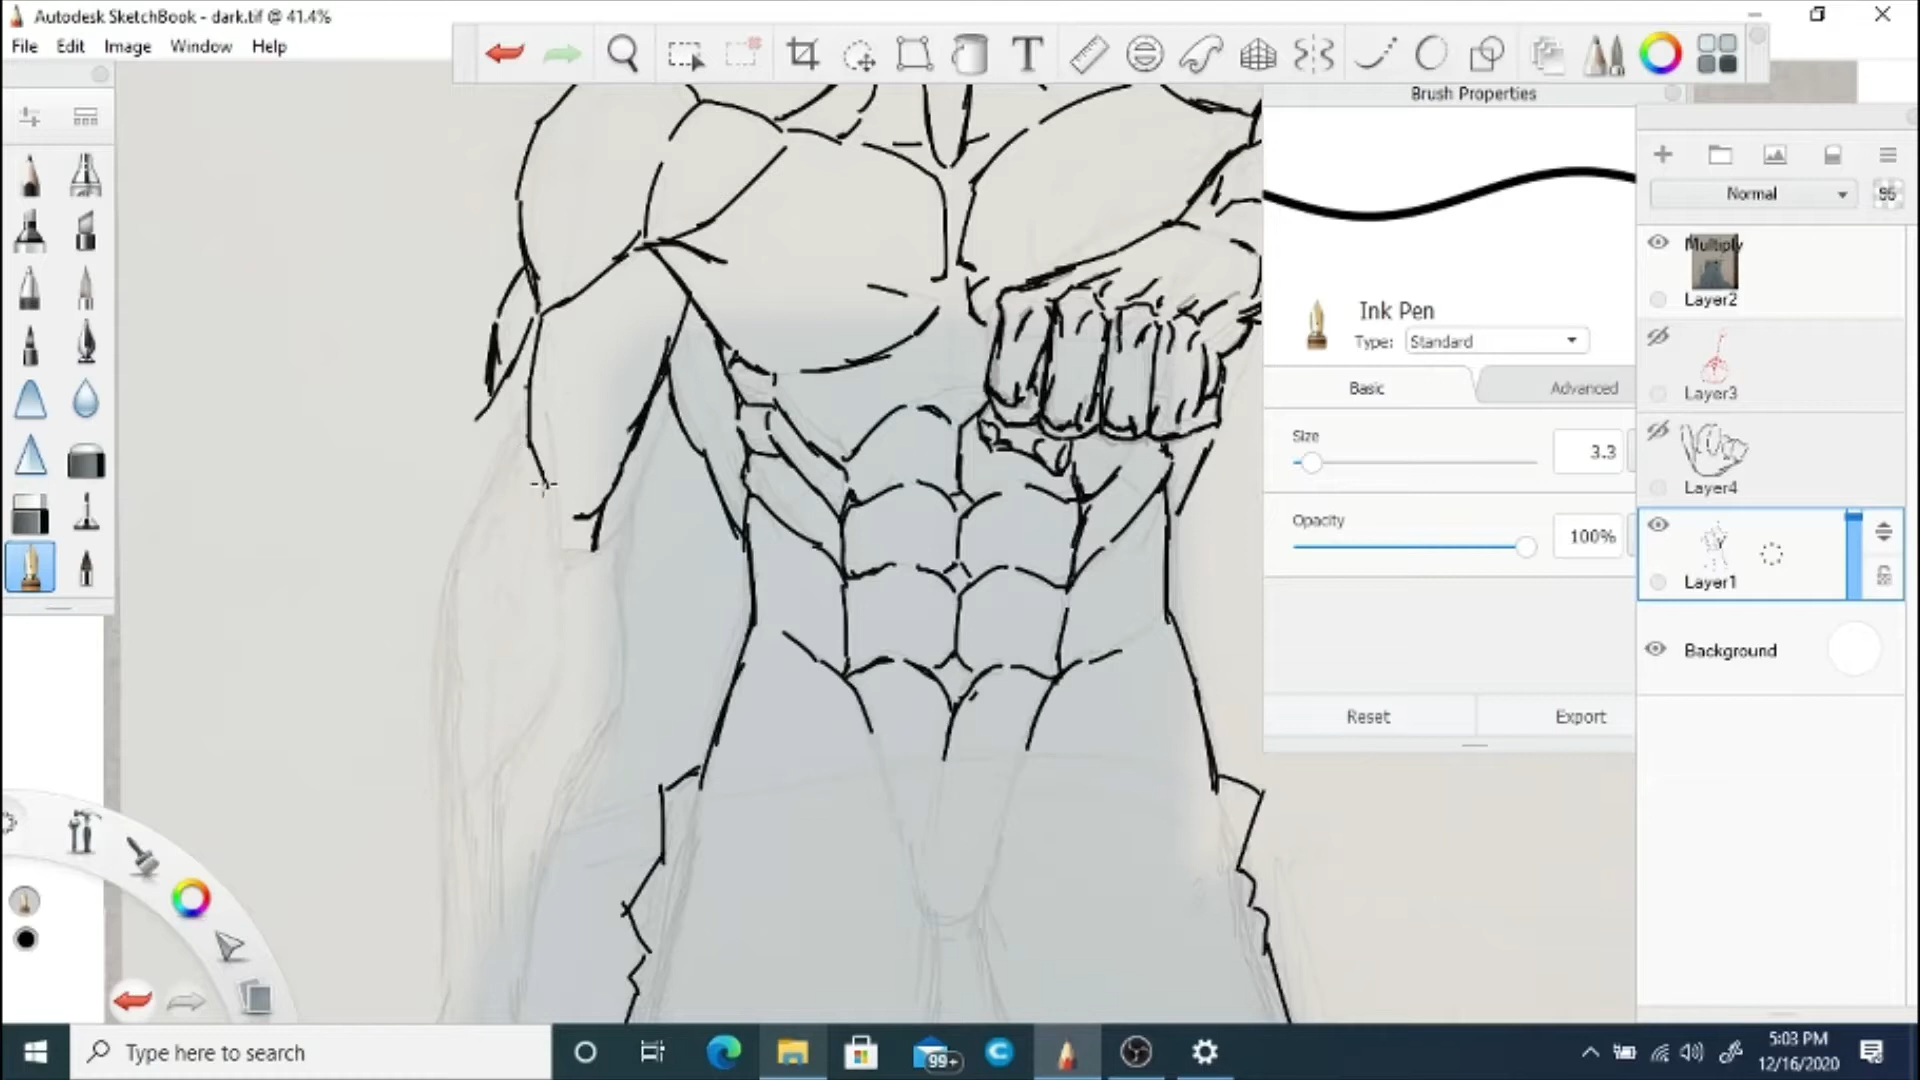 Autodesk SketchBook - dark.tif @ 41.4%
File Edit Image Window Help
T
Brush Properties
Normal
Multiply
Layer2
Ink Pen
Type: Standard
Layer3
Basic Advanced
Size
3.3
Layer4
Opacity
100%
Layer1
Background
Reset Export
Type here to search
99+
5:03 PM
12/16/2020